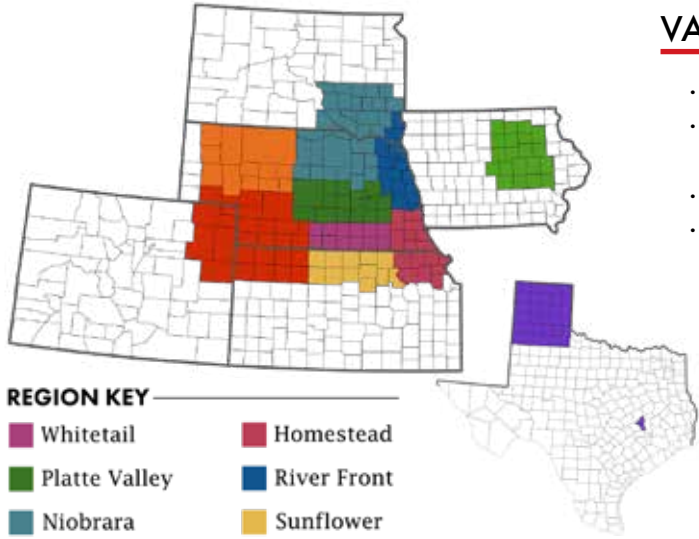 VA
REGION KEY
Whitetail
Homestead
Platte Valley
River Front
Niobrara
Sunflower